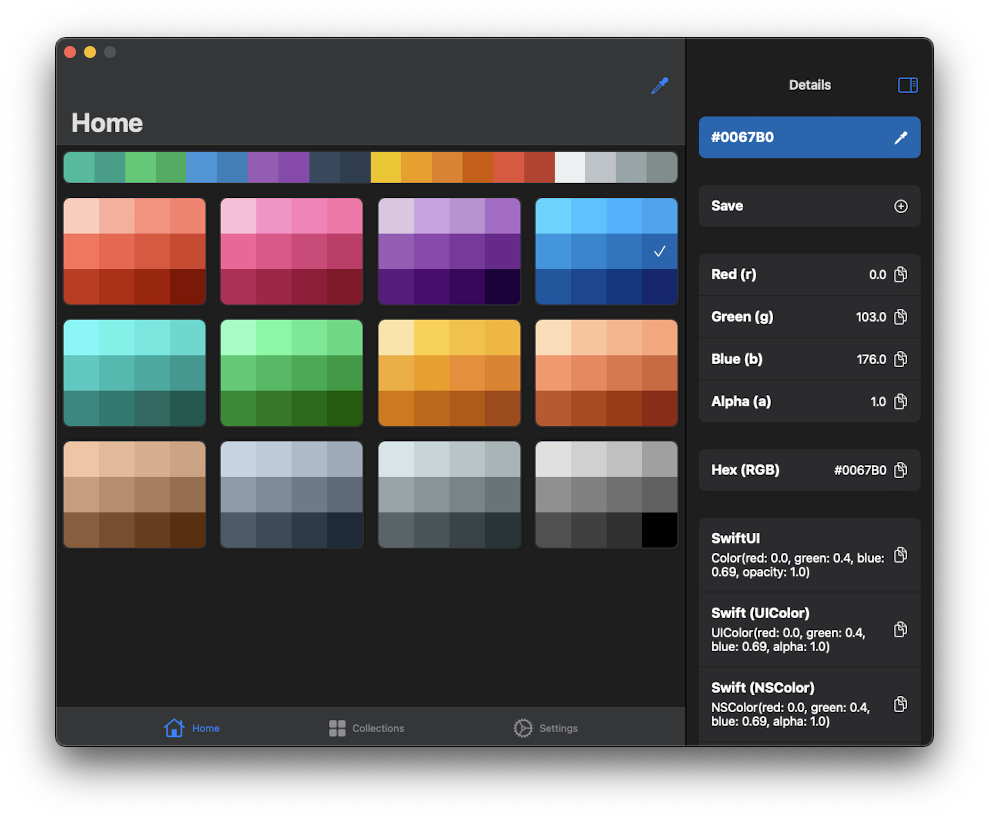 Home
Details
#0067B0
Save
Red (r) 0.0
Green (g) 103.0
Blue (b) 176.0
Alpha (a) 1.0
Hex (RGB) #0067B0
SwiftUI
Color(red: 0.0, green: 0.4, blue:
0.69, opacity: 1.0)
Swift (UIColor)
UIColor(red: 0.0, green: 0.4,
blue: 0.69, alpha: 1.0)
Swift (NSColor)
NSColor(red: 0.0, green: 0.4,
blue: 0.69, alpha: 1.0)
Home Collections Settings